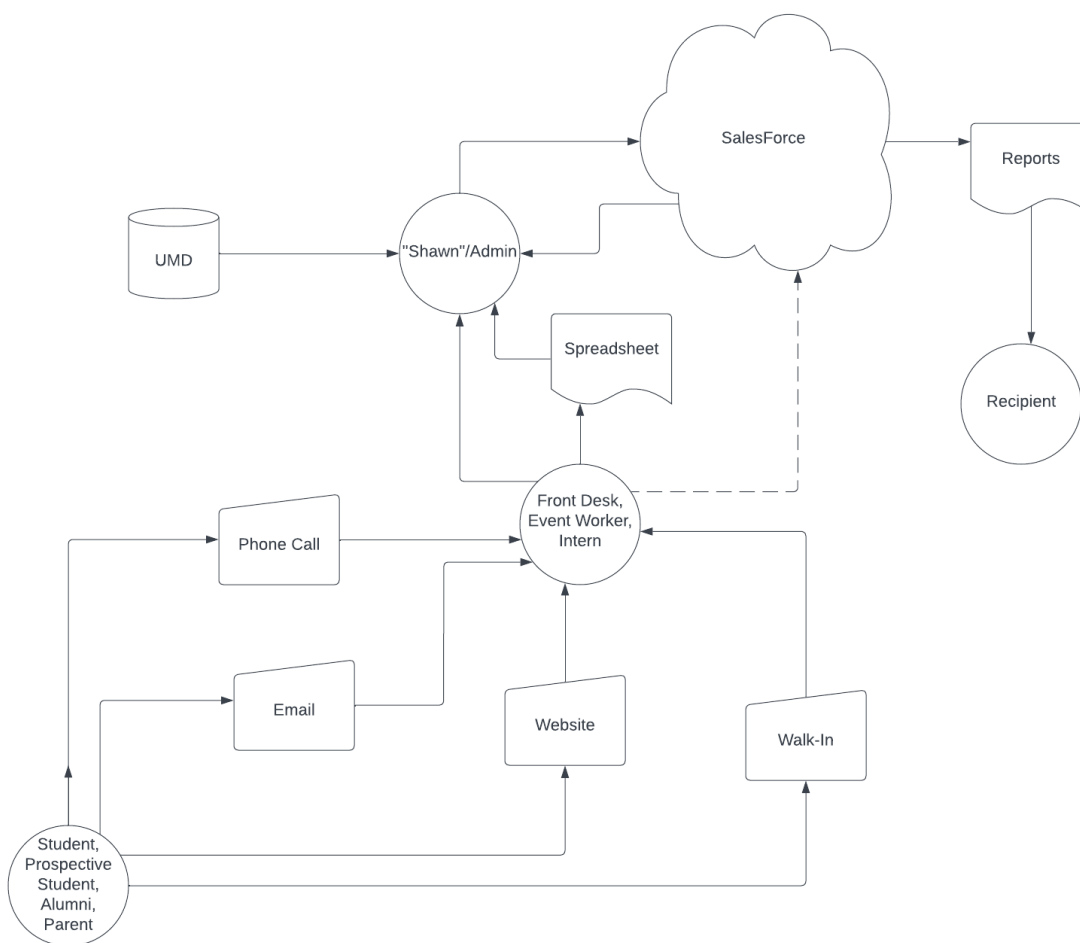 SalesForce
Reports
UMD
"Shawn"/Admin
Spreadsheet
Recipient
Front Desk,
Event Worker,
Intern
Phone Call
Email
Website
Walk-In
Student,
Prospective
Student,
Alumni,
Parent